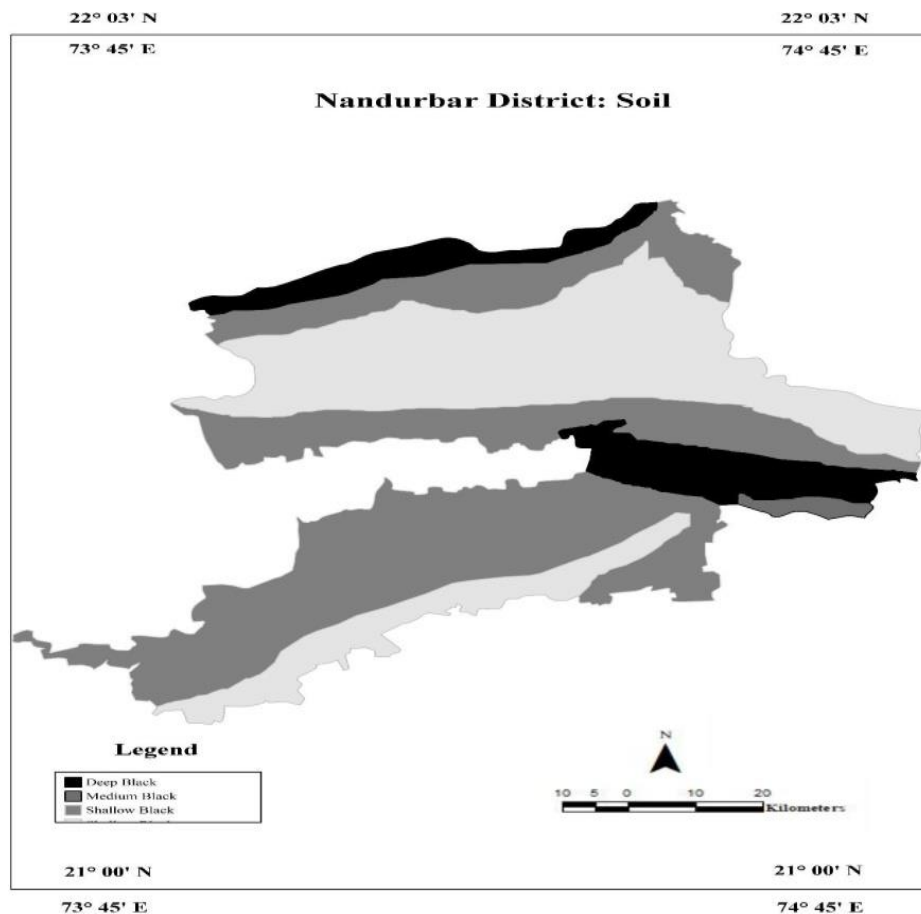 22° 03' N 22° 03' N
73° 45' E 74° 45' E
Nandurbar District: Soil
N
Legend
Deep Black
Medium Black
Shallow Black
10 5 0 10 20
Kilometers
21° 00' N 21° 00' N
73° 45' E 74° 45' E